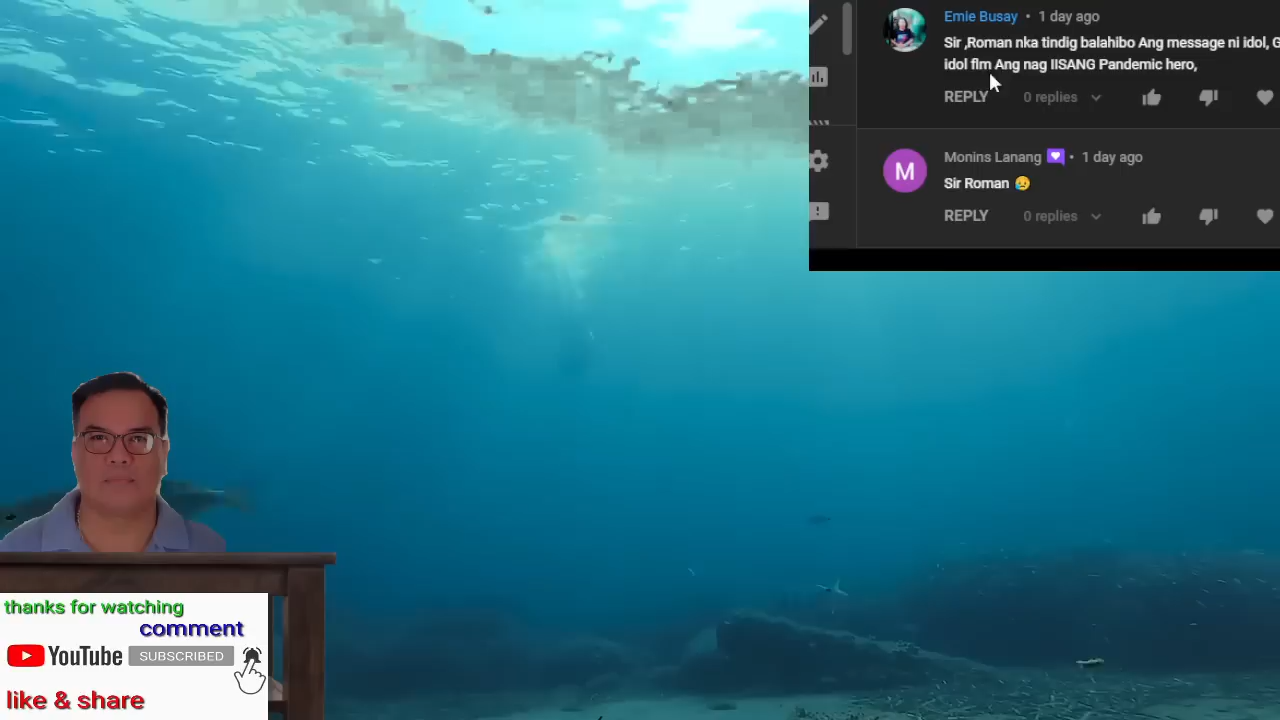 Emie Busay • 1 day ago
Sir ,Roman nka tindig balahibo Ang message ni idol, G
idol flm Ang nag IISANG Pandemic hero,
REPLY 0 replies
M
Monins Lanang • 1 day ago
Sir Roman 😥
REPLY 0 replies
thanks for watching
comment
YouTube SUBSCRIBED
like & share